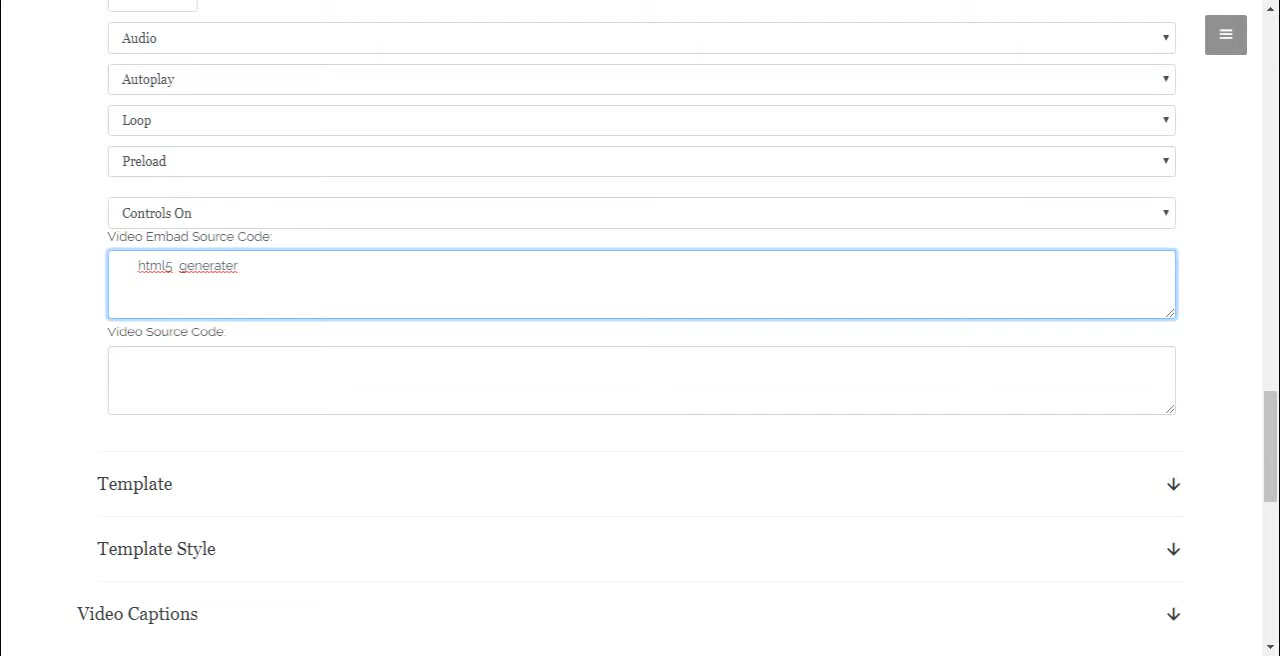 Audio
Autoplay
Loop
Preload
Controls On
Video Embad Source Code:
html5  generater
Video Source Code:
Template
Template Style
Video Captions